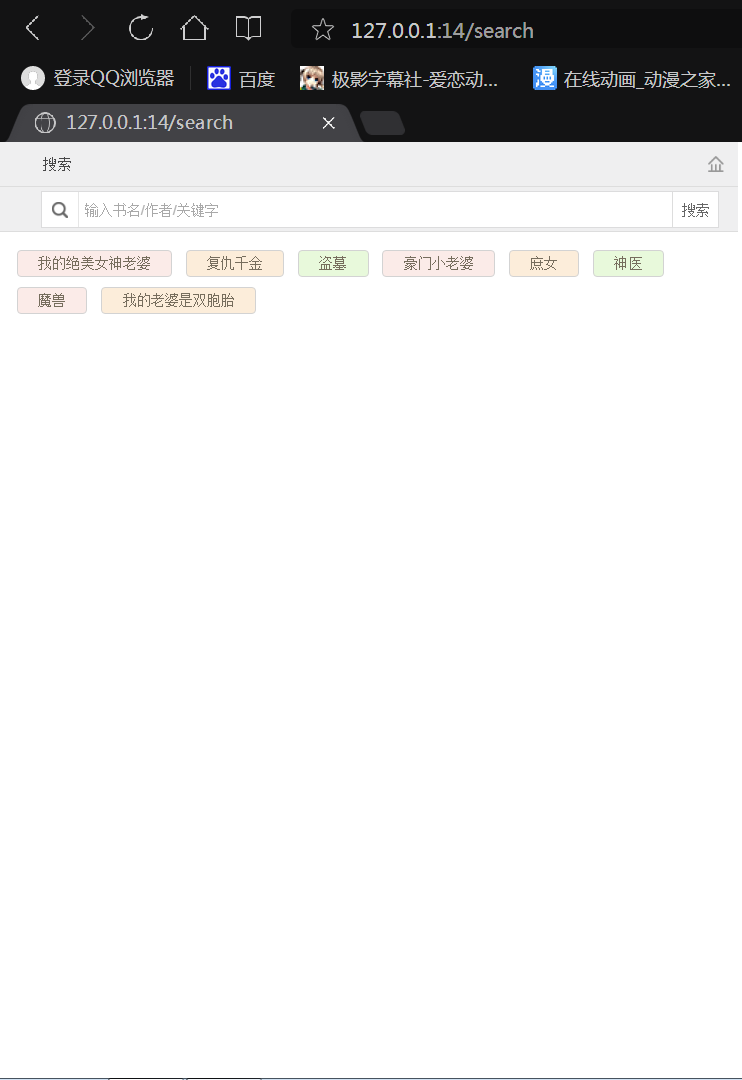 127.0.0.1:14/search
登录QQ浏览器 百度 极影字幕社-爱恋动... 在线动画_动漫之家...
127.0.0.1:14/search
搜索
输入书名/作者/关键字 搜索
我的绝美女神老婆 复仇千金 盗墓 豪门小老婆 庶女 神医
魔兽 我的老婆是双胞胎